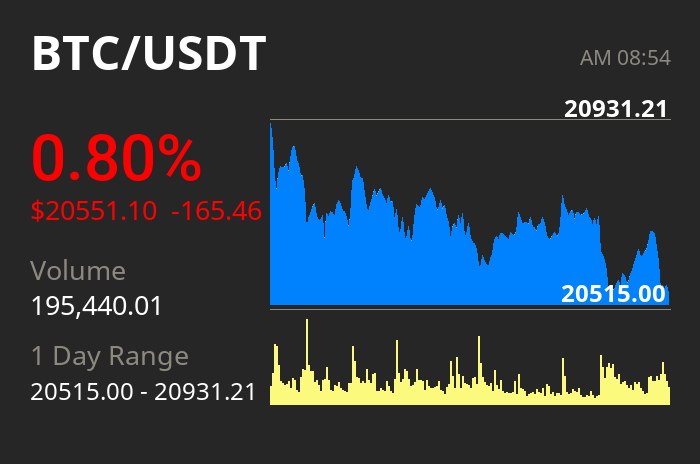 BTC/USDT
AM 08:54
20931.21
0.80%
$20551.10 -165.46
Volume
195,440.01
20515.00
1 Day Range
20515.00 - 20931.21